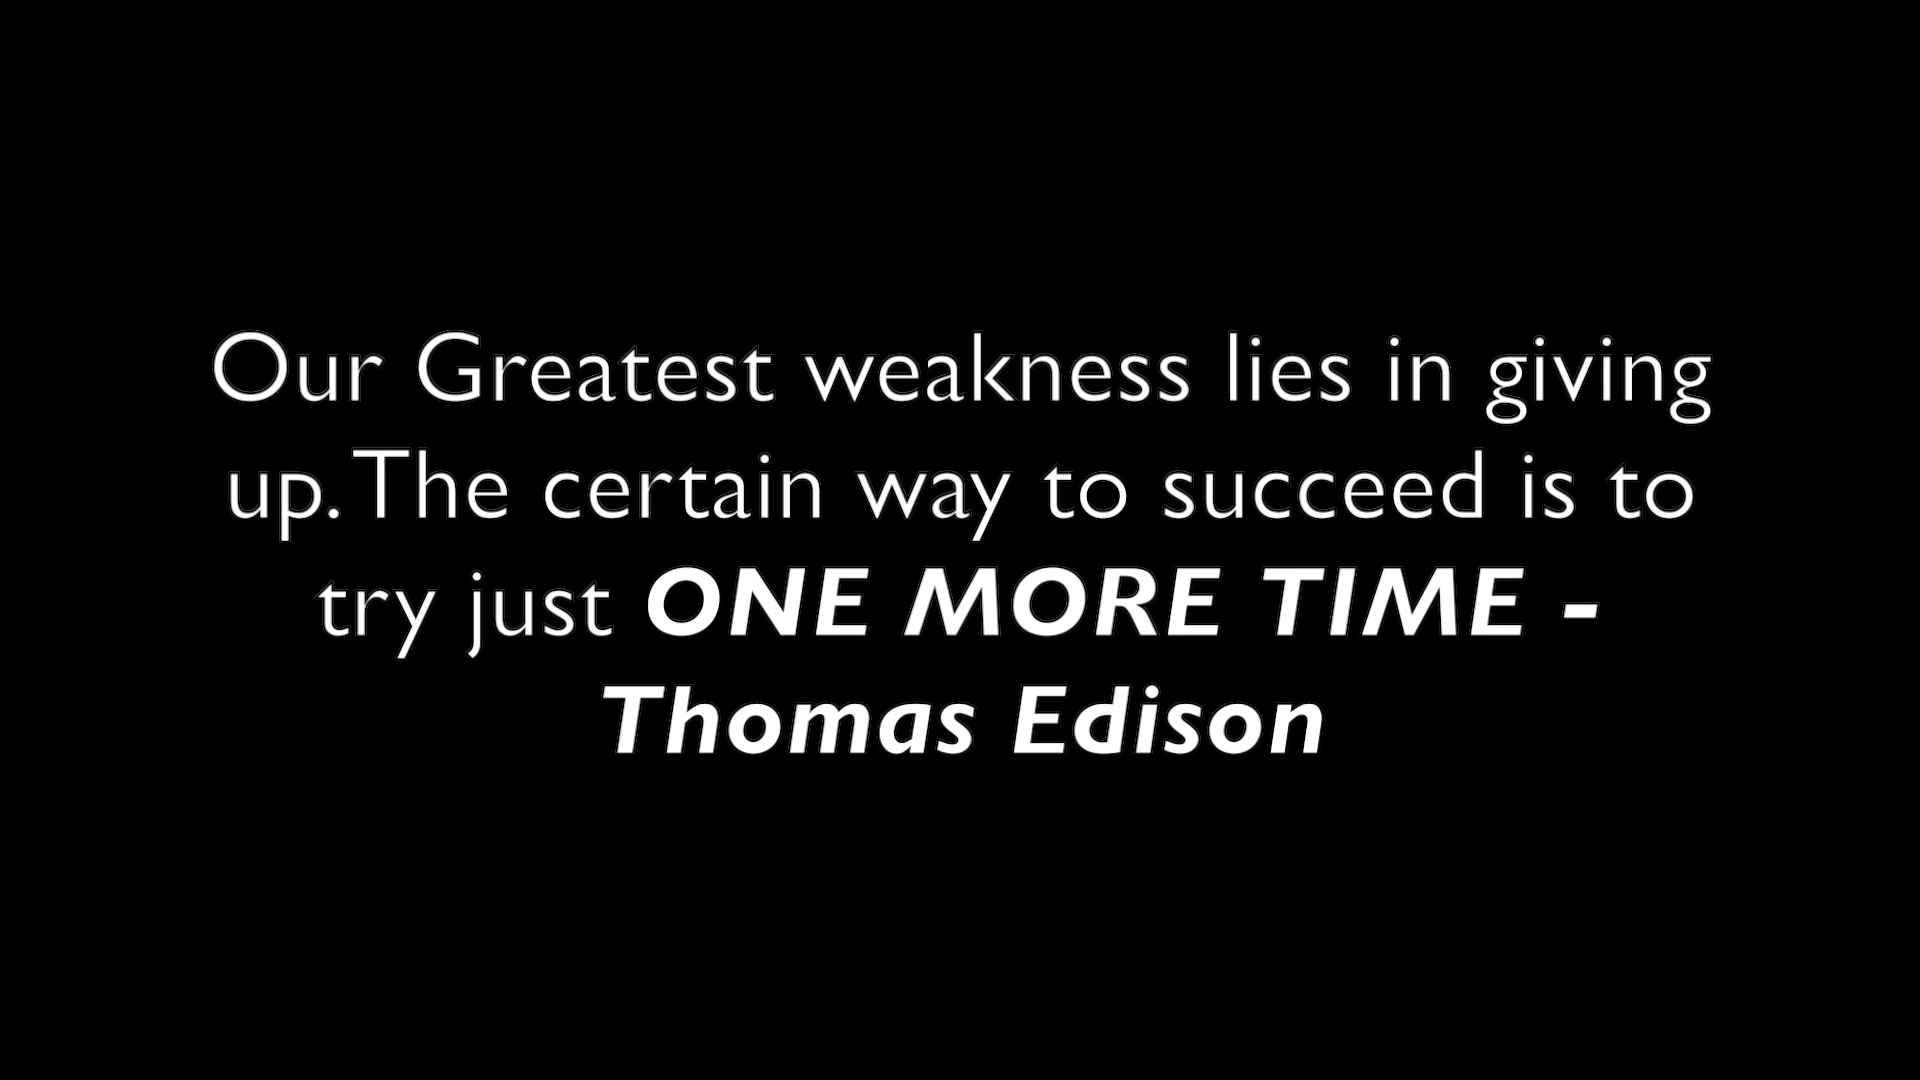 Our Greatest weakness lies in giving
up. The certain way to succeed is to
try just ONE MORE TIME -
Thomas Edison